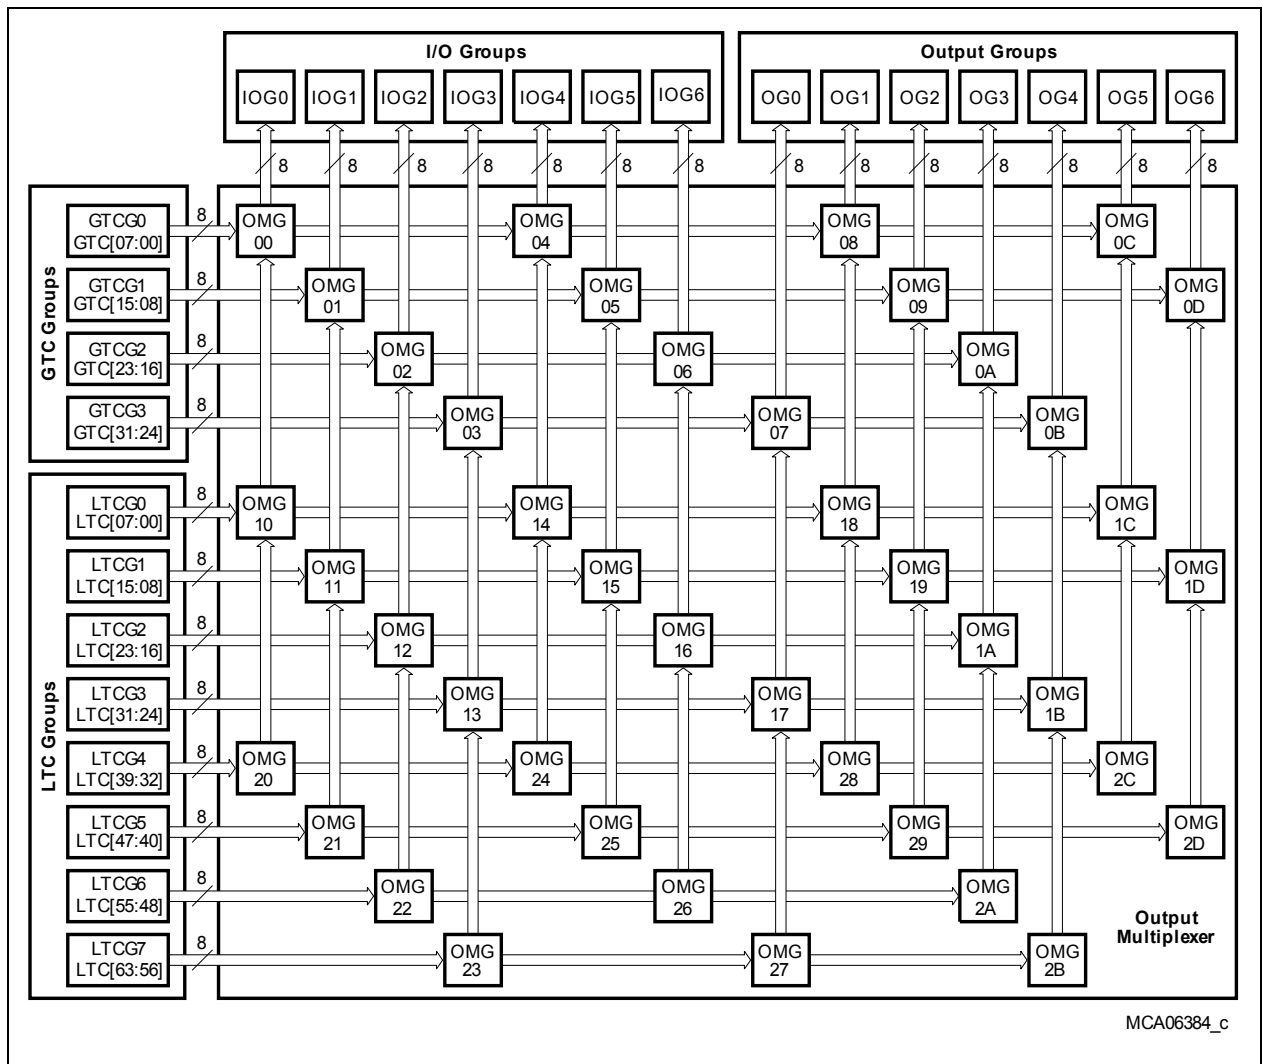 I/O Groups
Output Groups
IOG0 IOG1 IOG2 IOG3 IOG4 IOG5 IOG6 OG0 OG1 OG2 OG3 OG4 OG5 OG6
8 8 8 8 8 8 8 8 8 8 8 8 8 8
GTC Groups
GTCG0
GTC[07:00]
8
OMG
00
OMG
04
OMG
08
OMG
0C
GTCG1
GTC[15:08]
8
OMG
01
OMG
05
OMG
09
OMG
0D
GTCG2
GTC[23:16]
8
OMG
02
OMG
06
OMG
0A
GTCG3
GTC[31:24]
8
OMG
03
OMG
07
OMG
0B
LTC Groups
LTCG0
LTC[07:00]
8
OMG
10
OMG
14
OMG
18
OMG
1C
LTCG1
LTC[15:08]
8
OMG
11
OMG
15
OMG
19
OMG
1D
LTCG2
LTC[23:16]
8
OMG
12
OMG
16
OMG
1A
LTCG3
LTC[31:24]
8
OMG
13
OMG
17
OMG
1B
LTCG4
LTC[39:32]
8
OMG
20
OMG
24
OMG
28
OMG
2C
LTCG5
LTC[47:40]
8
OMG
21
OMG
25
OMG
29
OMG
2D
LTCG6
LTC[55:48]
8
OMG
22
OMG
26
OMG
2A
LTCG7
LTC[63:56]
8
OMG
23
OMG
27
OMG
2B
Output
Multiplexer
MCA06384_c